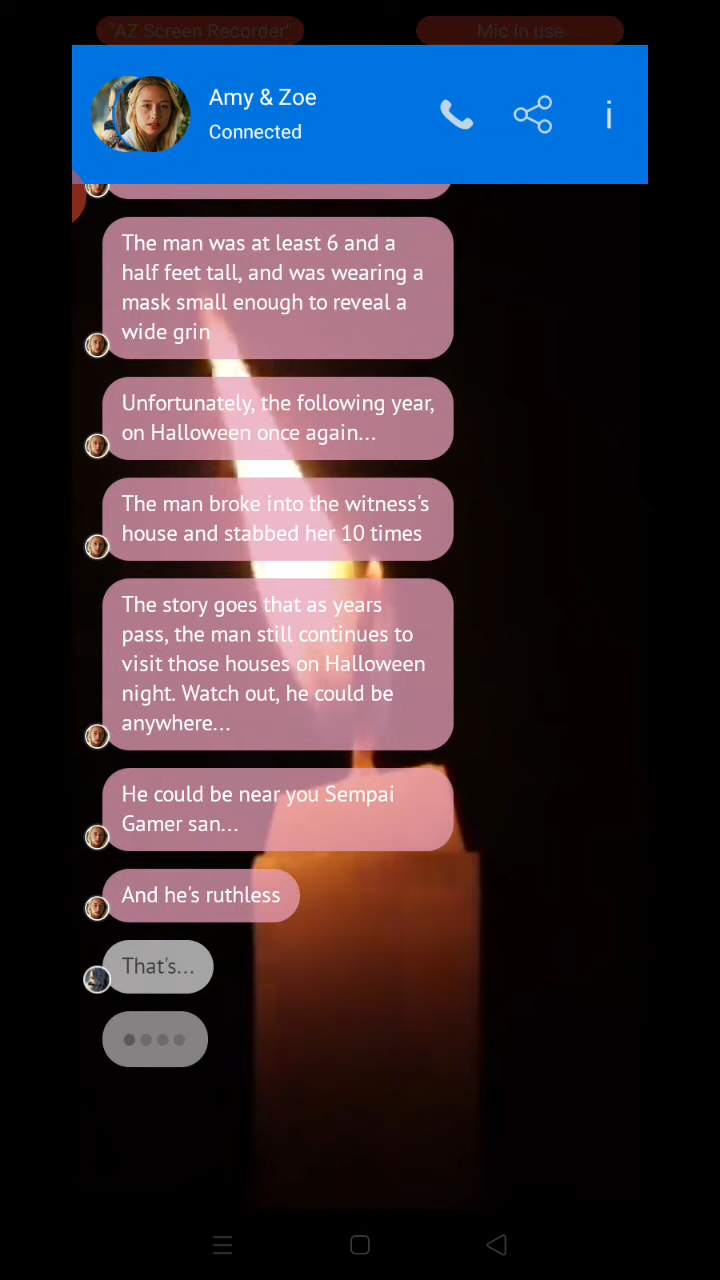 "AZ Screen Recorder"
Mic in use
Amy & Zoe
Connected
The man was at least 6 and a
half feet tall, and was wearing a
mask small enough to reveal a
wide grin
Unfortunately, the following year,
on Halloween once again...
The man broke into the witness's
house and stabbed her 10 times
The story goes that as years
pass, the man still continues to
visit those houses on Halloween
night. Watch out, he could be
anywhere...
He could be near you Sempai
Gamer san...
And he's ruthless
That's...